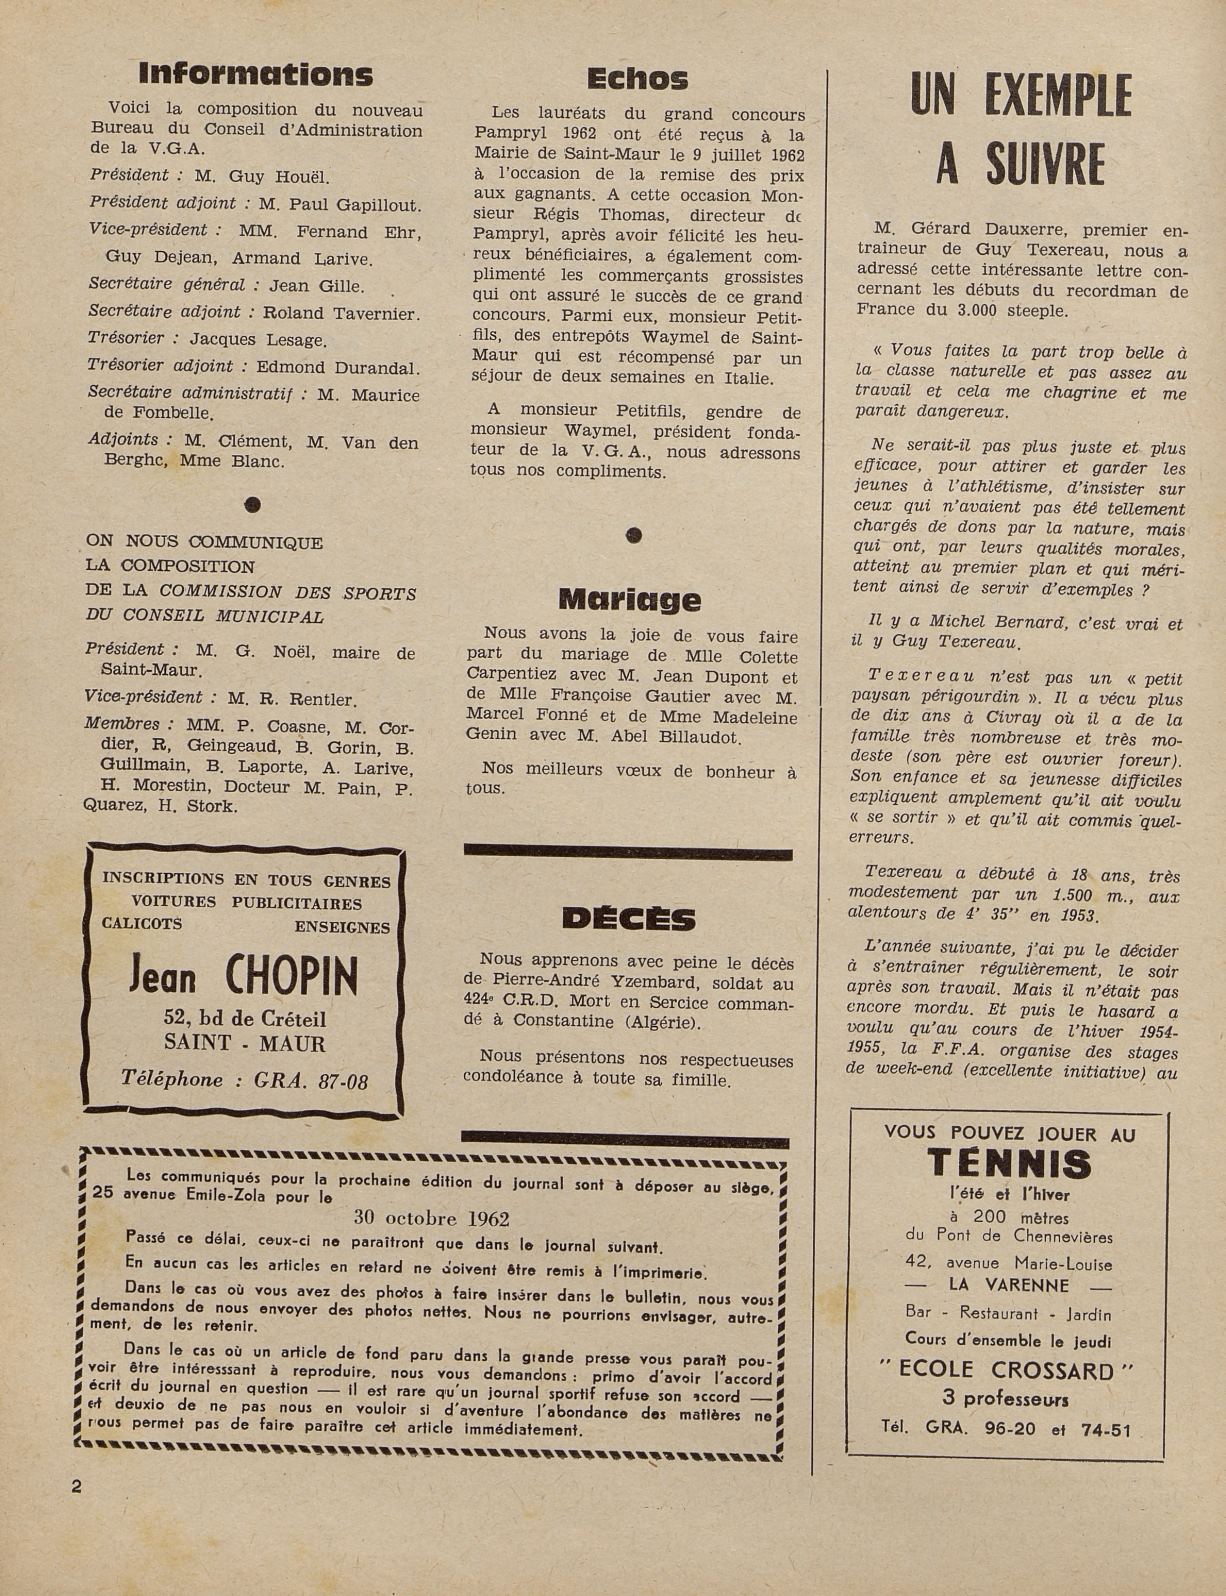 Informations
Voici la composition du nouveau
Bureau du Conseil d'Administration
de la V.G.A.
Président : M. Guy Houël.
Président adjoint : M. Paul Gapillout.
Vice-président : MM. Fernand Ehr,
Guy Dejean, Armand Larive.
Secrétaire général : Jean Gille.
Secrétaire adjoint : Roland Tavernier.
Trésorier : Jacques Lesage.
Trésorier adjoint : Edmond Durandal.
Secrétaire administratif : M. Maurice
de Fombelle.
Adjoints : M. Clément, M. Van den
Berghc, Mme Blanc.
ON NOUS COMMUNIQUE
LA COMPOSITION
DE LA COMMISSION DES SPORTS
DU CONSEIL MUNICIPAL
Président : M. G. Noël, maire de
Saint-Maur.
Vice-président : M. R. Rentler.
Membres : MM. P. Coasne, M. Cor-
dier, R, Geingeaud, B. Gorin, B.
Guillmain, B. Laporte, A. Larive,
H. Morestin, Docteur M. Pain, P.
Quarez, H. Stork.
INSCRIPTIONS EN TOUS GENRES
VOITURES PUBLICITAIRES
CALICOTS ENSEIGNES
Jean CHOPIN
52, bd de Créteil
SAINT - MAUR
Téléphone : GRA. 87-08
Echos
Les lauréats du grand concours
Pampryl 1962 ont été reçus à la
Mairie de Saint-Maur le 9 juillet 1962
à l'occasion de la remise des prix
aux gagnants. A cette occasion Mon-
sieur Régis Thomas, directeur de
Pampryl, après avoir félicité les heu-
reux bénéficiaires, a également com-
plimenté les commerçants grossistes
qui ont assuré le succès de ce grand
concours. Parmi eux, monsieur Petit-
fils, des entrepôts Waymel de Saint-
Maur qui est récompensé par un
séjour de deux semaines en Italie.
A monsieur Petitfils, gendre de
monsieur Waymel, président fonda-
teur de la V. G. A., nous adressons
tous nos compliments.
Mariage
Nous avons la joie de vous faire
part du mariage de Mlle Colette
Carpentiez avec M. Jean Dupont et
de Mlle Françoise Gautier avec M.
Marcel Fonné et de Mme Madeleine
Genin avec M. Abel Billaudot.
Nos meilleurs vœux de bonheur à
tous.
DÉCÈS
Nous apprenons avec peine le décès
de Pierre-André Yzembard, soldat au
424e C.R.D. Mort en Sercice comman-
dé à Constantine (Algérie).
Nous présentons nos respectueuses
condoléance à toute sa fimille.
Les communiqués pour la prochaine édition du journal sont à déposer au siège,
25 avenue Emile-Zola pour le
30 octobre 1962
Passé ce délai, ceux-ci ne paraîtront que dans le journal suivant.
En aucun cas les articles en retard ne doivent être remis à l'imprimerie.
Dans le cas où vous avez des photos à faire insérer dans le bulletin, nous vous
demandons de nous envoyer des photos nettes. Nous ne pourrions envisager, autre-
ment, de les retenir.
Dans le cas où un article de fond paru dans la grande presse vous paraît pou-
voir être intéresssant à reproduire, nous vous demandons : primo d'avoir l'accord
écrit du journal en question — il est rare qu'un journal sportif refuse son accord —
et deuxio de ne pas nous en vouloir si d'aventure l'abondance des matières ne
nous permet pas de faire paraître cet article immédiatement.
2
UN EXEMPLE
A SUIVRE
M. Gérard Dauxerre, premier en-
traineur de Guy Texereau, nous a
adressé cette intéressante lettre con-
cernant les débuts du recordman de
France du 3.000 steeple.
« Vous faites la part trop belle à
la classe naturelle et pas assez au
travail et cela me chagrine et me
paraît dangereux.
Ne serait-il pas plus juste et plus
efficace, pour attirer et garder les
jeunes à l'athlétisme, d'insister sur
ceux qui n'avaient pas été tellement
chargés de dons par la nature, mais
qui ont, par leurs qualités morales,
atteint au premier plan et qui méri-
tent ainsi de servir d'exemples ?
Il y a Michel Bernard, c'est vrai et
il y Guy Texereau.
Texereau n'est pas un « petit
paysan périgourdin ». Il a vécu plus
de dix ans à Civray où il a de la
famille très nombreuse et très mo-
deste (son père est ouvrier foreur).
Son enfance et sa jeunesse difficiles
expliquent amplement qu'il ait voulu
« se sortir » et qu'il ait commis quel-
erreurs.
Texereau a débuté à 18 ans, très
modestement par un 1.500 m., aux
alentours de 4' 35" en 1953.
L'année suivante, j'ai pu le décider
à s'entraîner régulièrement, le soir
après son travail. Mais il n'était pas
encore mordu. Et puis le hasard a
voulu qu'au cours de l'hiver 1954-
1955, la F.F.A. organise des stages
de week-end (excellente initiative) au
VOUS POUVEZ JOUER AU
TENNIS
l'été et l'hiver
à 200 mètres
du Pont de Chennevières
42, avenue Marie-Louise
— LA VARENNE —
Bar - Restaurant - Jardin
Cours d'ensemble le jeudi
" ECOLE CROSSARD "
3 professeurs
Tél. GRA. 96-20 et 74-51